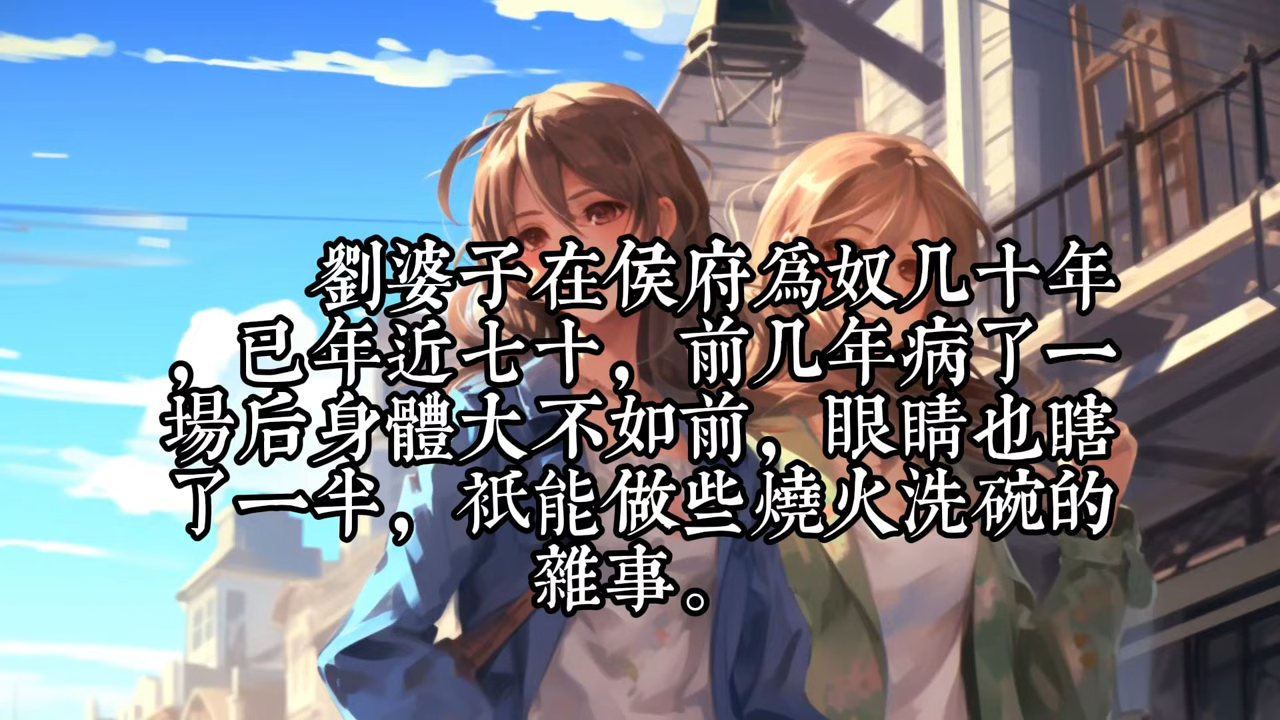 劉婆子在侯府爲奴几十年
，已年近七十，前几年病了一
場后身體大不如前，眼睛也瞎
了一半，祇能做些燒火洗碗的
雜事。